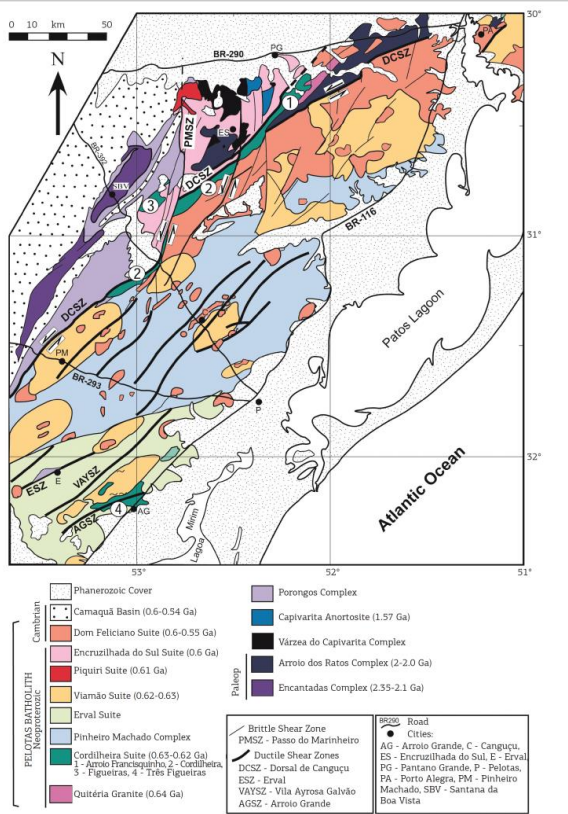 0 10 km 50
30°
N
BR-290
PG
PA
DCSZ
PMSZ
1
ES
BR-392
SBV
DCSZ
2
3
31°
BR-116
2
DCSZ
Patos Lagoon
C
PM
BR-293
P
ESZ
32°
E
VAYSZ
ESZ
Atlantic Ocean
AGSZ
4
AG
Mirim
Lagoa
53°
52°
51°
Phanerozoic Cover
Camaquã Basin (0.6-0.54 Ga)
Dom Feliciano Suite (0.6-0.55 Ga)
Encruzilhada do Sul Suite (0.6 Ga)
Piquiri Suite (0.61 Ga)
Viamão Suite (0.62-0.63)
Erval Suite
Pinheiro Machado Complex
Cordilheira Suite (0.63-0.62 Ga)
1 - Arroio Francisquinho, 2 - Cordilheira,
3 - Figueiras, 4 - Três Figueiras
Quitéria Granite (0.64 Ga)
Cambrian
PELOTAS BATHOLITH
Neoproterozoic
Porongos Complex
Capivarita Anortosite (1.57 Ga)
Várzea do Capivarita Complex
Arroio dos Ratos Complex (2-2.0 Ga)
Encantadas Complex (2.35-2.1 Ga)
Paleop
Brittle Shear Zone
PMSZ - Passo do Marinheiro
Ductile Shear Zones
DCSZ - Dorsal de Canguçu
ESZ - Erval
VAYSZ - Vila Ayrosa Galvão
AGSZ - Arroio Grande
BR290 Road
Cities:
AG - Arroio Grande, C - Canguçu,
ES - Encruzilhada do Sul, E - Erval,
PG - Pantano Grande, P - Pelotas,
PA - Porto Alegra, PM - Pinheiro
Machado, SBV - Santana da
Boa Vista